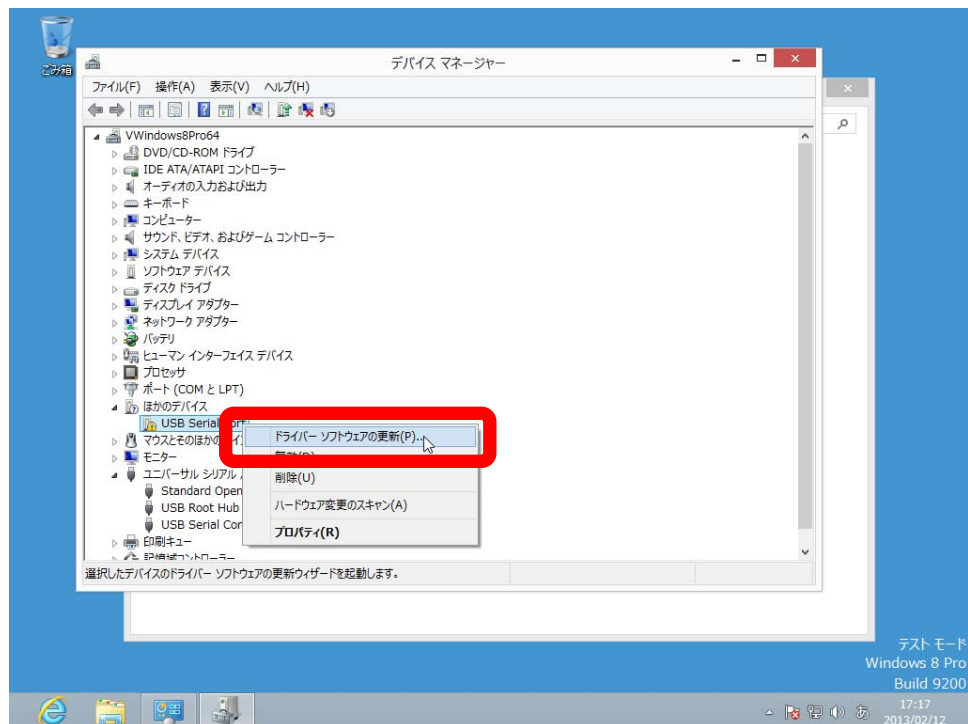 ごみ箱
デバイス マネージャー
ファイル(F) 操作(A) 表示(V) ヘルプ(H)
VWindows8Pro64
DVD/CD-ROM ドライブ
IDE ATA/ATAPI コントローラー
オーディオの入力および出力
キーボード
コンピューター
サウンド、ビデオ、およびゲーム コントローラー
システム デバイス
ソフトウェア デバイス
ディスク ドライブ
ディスプレイ アダプター
ネットワーク アダプター
バッテリ
ヒューマン インターフェイス デバイス
プロセッサ
ポート (COM と LPT)
ほかのデバイス
USB Serial Port
ドライバー ソフトウェアの更新(P)...
マウスとそのほかの
モニター
ユニバーサル シリアル
削除(U)
Standard Open
USB Root Hub
ハードウェア変更のスキャン(A)
USB Serial Con
プロパティ(R)
印刷キュー
記憶域コントローラー
選択したデバイスのドライバー ソフトウェアの更新ウィザードを起動します。
テスト モード
Windows 8 Pro
Build 9200
あ
17:17
2013/02/12